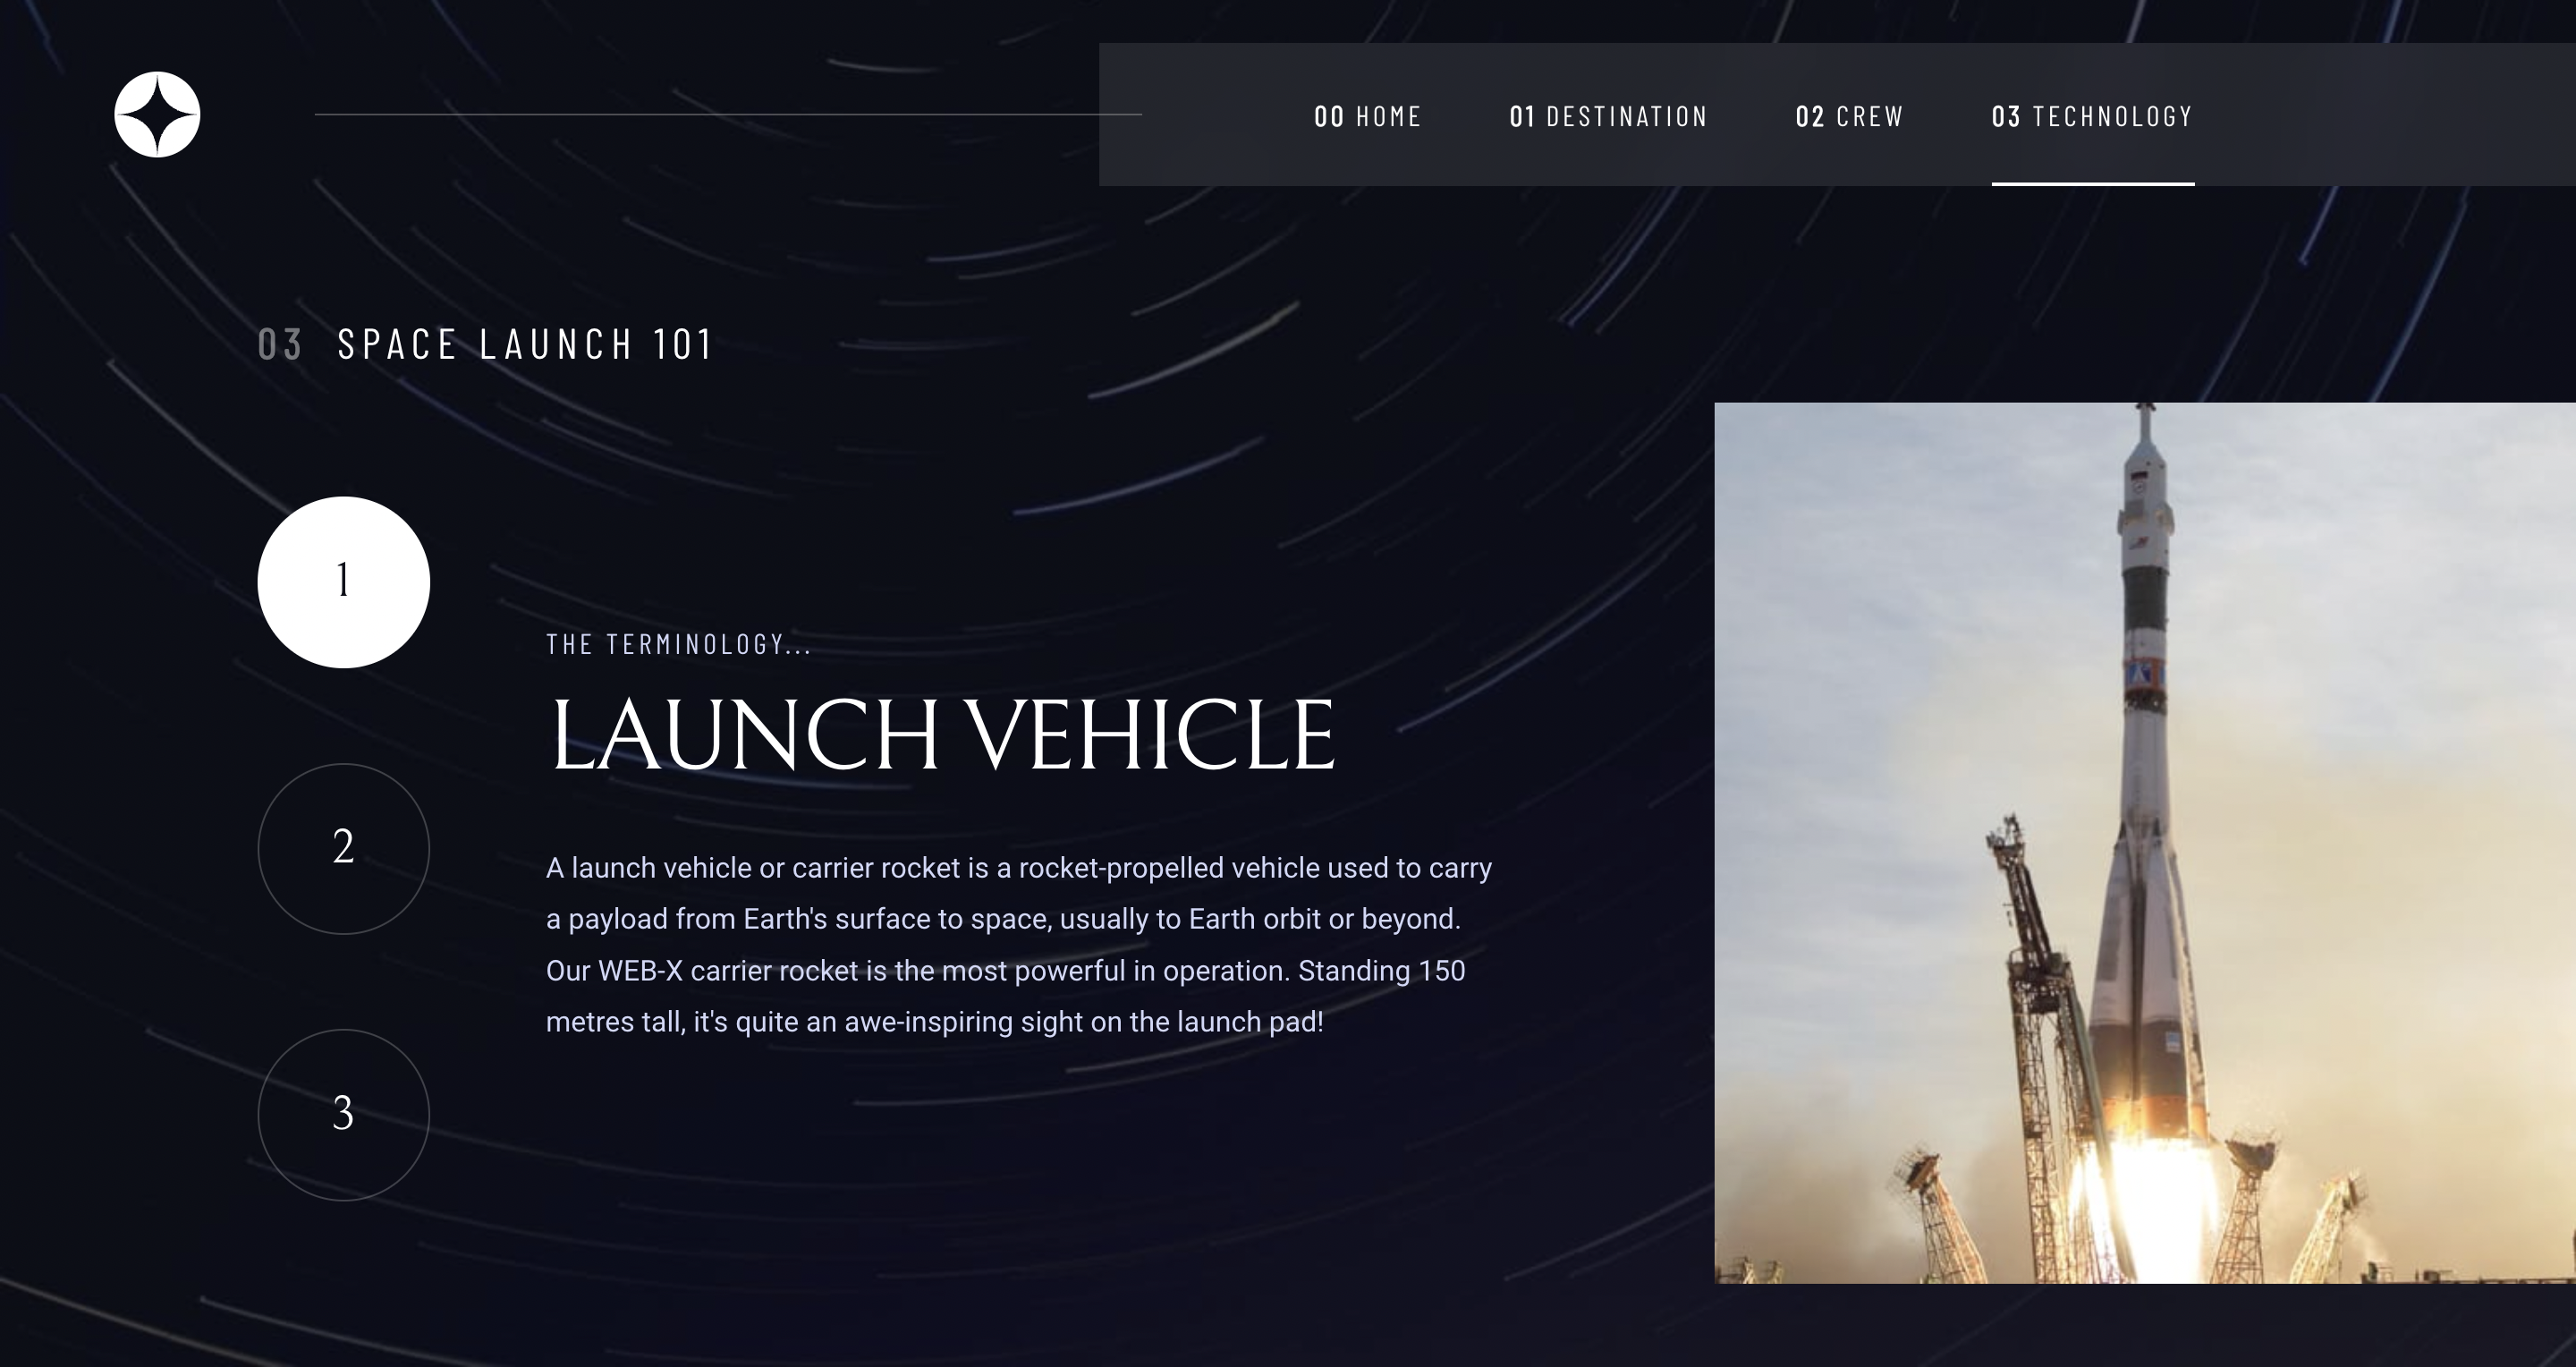 00 HOME 01 DESTINATION 02 CREW 03 TECHNOLOGY
03 SPACE LAUNCH 101
1
THE TERMINOLOGY...
LAUNCH VEHICLE
2
A launch vehicle or carrier rocket is a rocket-propelled vehicle used to carry
a payload from Earth's surface to space, usually to Earth orbit or beyond.
Our WEB-X carrier rocket is the most powerful in operation. Standing 150
metres tall, it's quite an awe-inspiring sight on the launch pad!
3